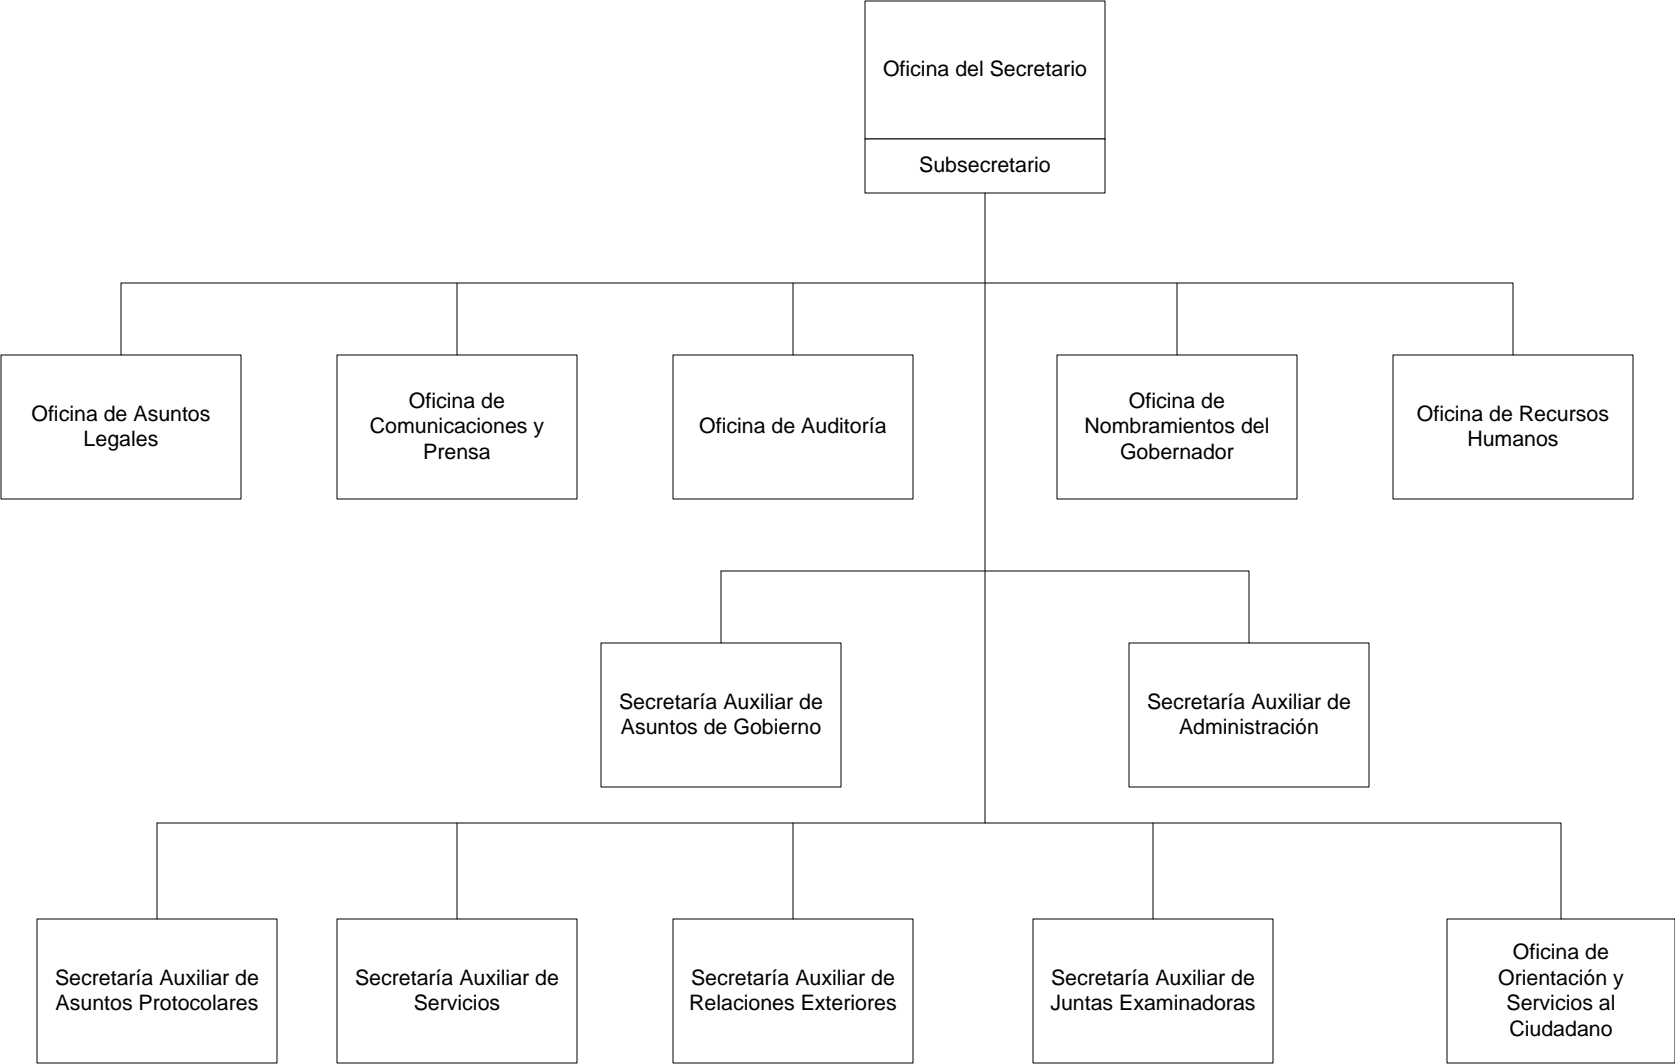 Oficina del Secretario
Subsecretario
Oficina de Asuntos
Legales
Oficina de
Comunicaciones y
Prensa
Oficina de Auditoría
Oficina de
Nombramientos del
Gobernador
Oficina de Recursos
Humanos
Secretaría Auxiliar de
Asuntos de Gobierno
Secretaría Auxiliar de
Administración
Secretaría Auxiliar de
Asuntos Protocolares
Secretaría Auxiliar de
Servicios
Secretaría Auxiliar de
Relaciones Exteriores
Secretaría Auxiliar de
Juntas Examinadoras
Oficina de
Orientación y
Servicios al
Ciudadano